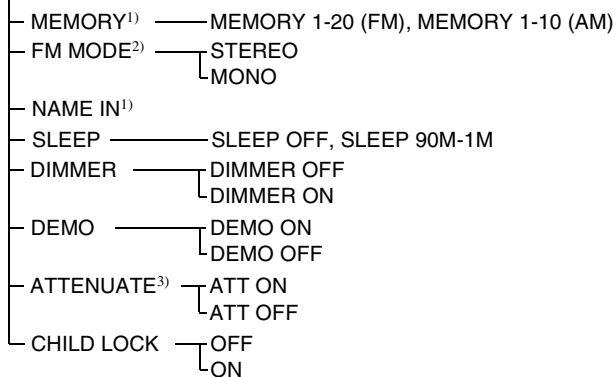 MEMORY1) MEMORY 1-20 (FM), MEMORY 1-10 (AM)
FM MODE2) STEREO
MONO
NAME IN1)
SLEEP SLEEP OFF, SLEEP 90M-1M
DIMMER DIMMER OFF
DIMMER ON
DEMO DEMO ON
DEMO OFF
ATTENUATE3) ATT ON
ATT OFF
CHILD LOCK OFF
ON